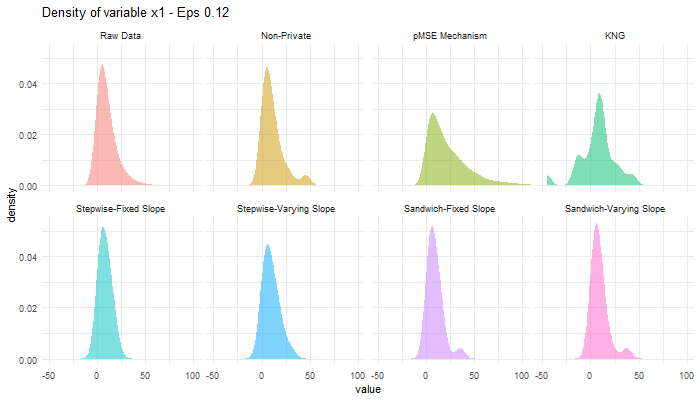 Density of variable x1 - Eps 0.12
Raw Data Non-Private pMSE Mechanism KNG
0.04
0.02
0.00
density
Stepwise-Fixed Slope Stepwise-Varying Slope Sandwich-Fixed Slope Sandwich-Varying Slope
0.04
0.02
0.00
-50 0 50 100 -50 0 50 100 -50 0 50 100 -50 0 50 100
value